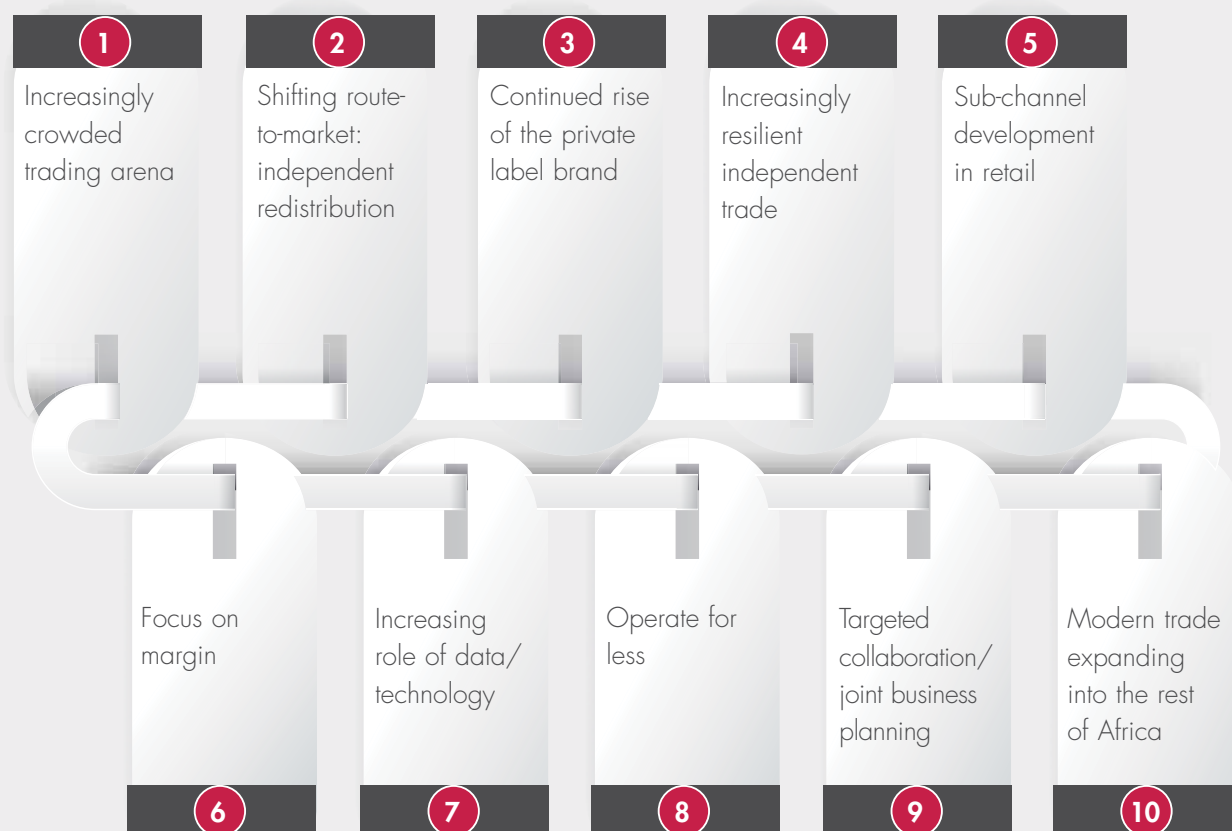 1
Increasingly
crowded
trading arena
2
Shifting route-
to-market:
independent
redistribution
3
Continued rise
of the private
label brand
4
Increasingly
resilient
independent
trade
5
Sub-channel
development
in retail
Focus on
margin
6
Increasing
role of data/
technology
7
Operate for
less
8
Targeted
collaboration/
joint business
planning
9
Modern trade
expanding
into the rest
of Africa
10